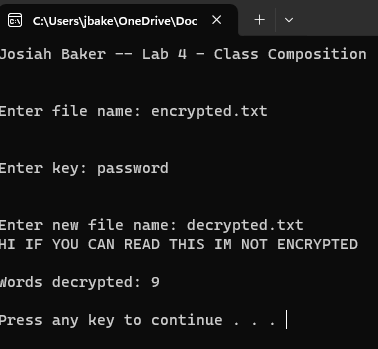 C:\Users\jbake\OneDrive\Doc
Josiah Baker -- Lab 4 - Class Composition
Enter file name: encrypted.txt
Enter key: password
Enter new file name: decrypted.txt
HI IF YOU CAN READ THIS IM NOT ENCRYPTED
Words decrypted: 9
Press any key to continue . . .